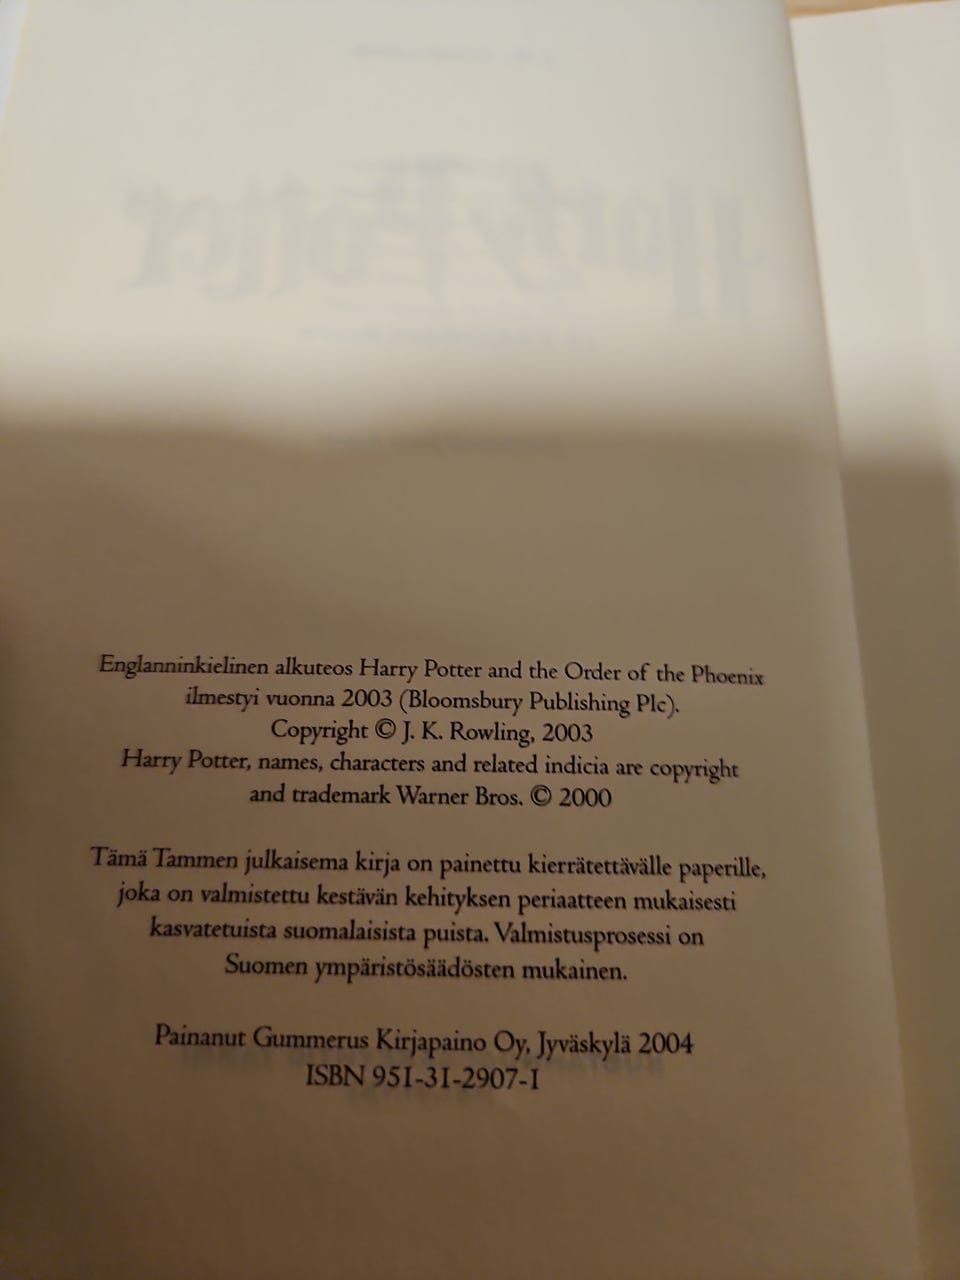 Englanninkielinen alkuteos Harry Potter and the Order of the Phoenix
ilmestyi vuonna 2003 (Bloomsbury Publishing Plc).
Copyright © J. K. Rowling, 2003
Harry Potter, names, characters and related indicia are copyright
and trademark Warner Bros. © 2000
Tämä Tammen julkaisema kirja on painettu kierrätettävälle paperille,
joka on valmistettu kestävän kehityksen periaatteen mukaisesti
kasvatetuista suomalaisista puista. Valmistusprosessi on
Suomen ympäristösäädösten mukainen.
Painanut Gummerus Kirjapaino Oy, Jyväskylä 2004
ISBN 951-31-2907-1